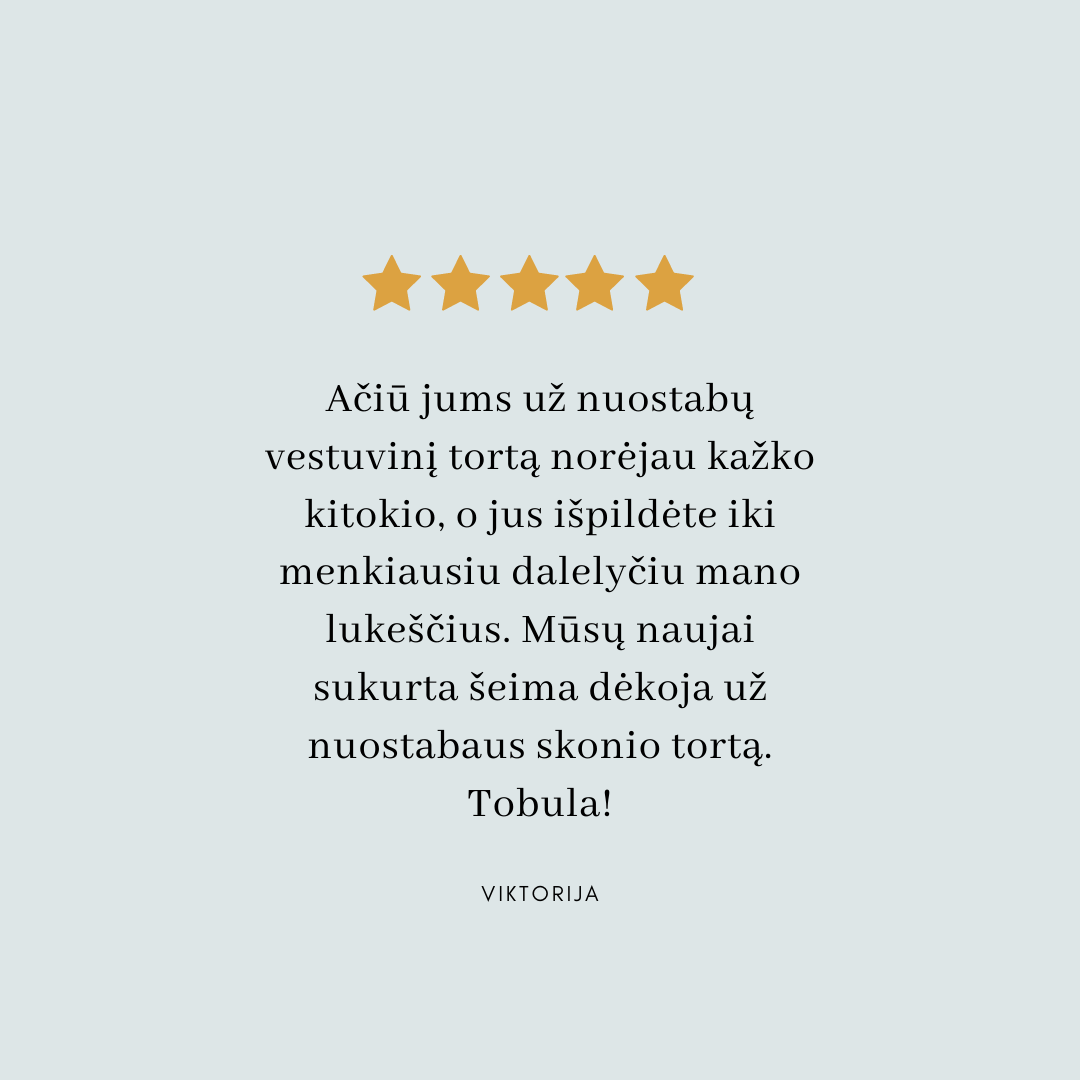 Ačiū jums už nuostabų
vestuvinį tortą norėjau kažko
kitokio, o jus išpildėte iki
menkiausiu dalelyčiu mano
lukeščius. Mūsų naujai
sukurta šeima dėkoja už
nuostabaus skonio tortą.
Tobula!
VIKTORIJA